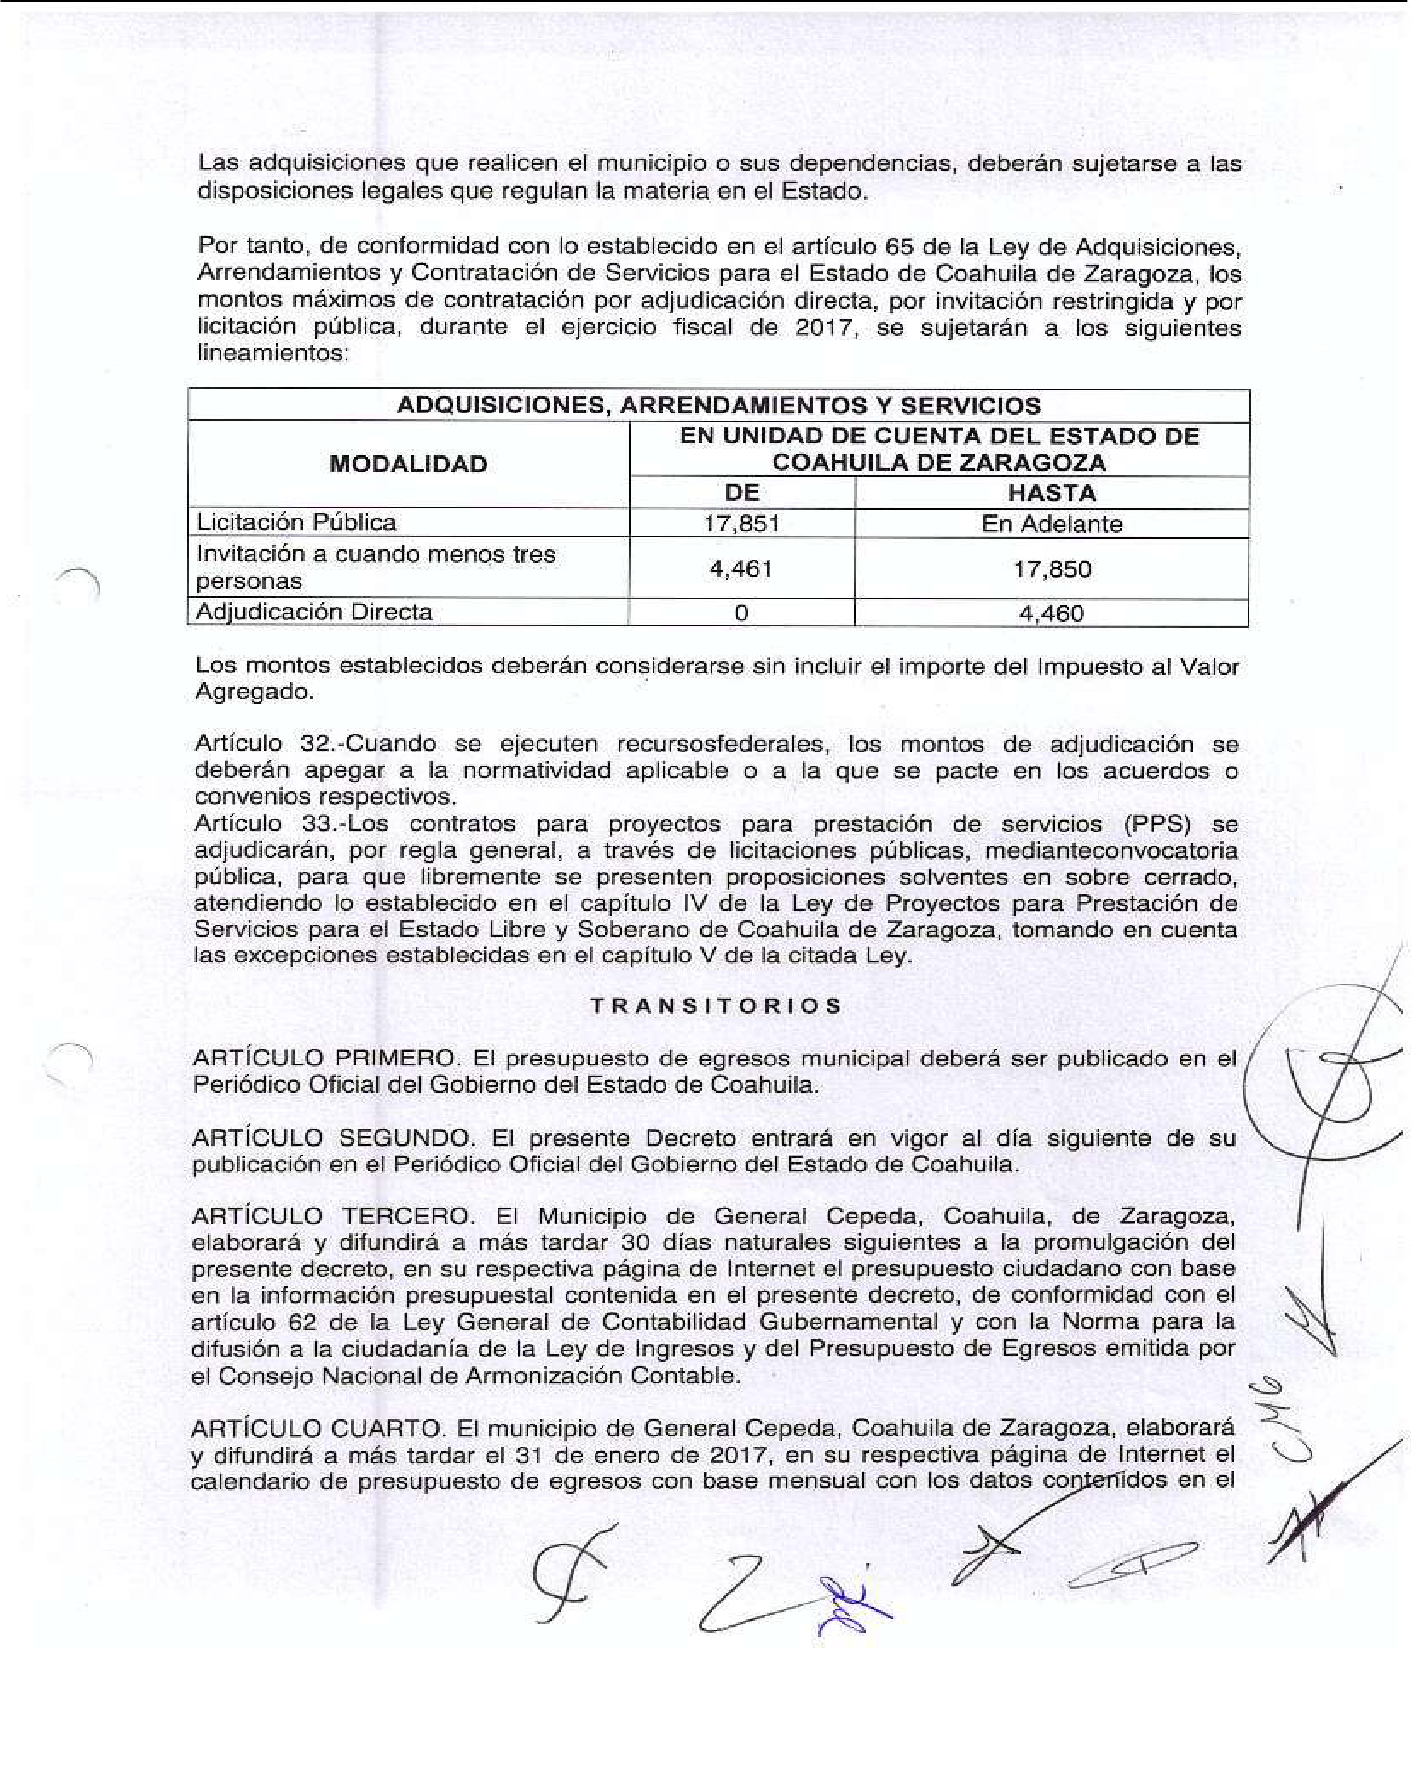 Las adquisiciones que realicen el municipio o sus dependencias, deberán sujetarse a las
disposiciones legales que regulan la materia en el Estado.
Por tanto, de conformidad con lo establecido en el artículo 65 de la Ley de Adquisiciones,
Arrendamientos y Contratación de Servicios para el Estado de Coahuila de Zaragoza, los
montos máximos de contratación por adjudicación directa, por invitación restringida y por
licitación pública, durante el ejercicio fiscal de 2017, se sujetarán a los siguientes
lineamientos:
ADQUISICIONES, ARRENDAMIENTOS Y SERVICIOS
MODALIDAD
EN UNIDAD DE CUENTA DEL ESTADO DE
COAHUILA DE ZARAGOZA
DE HASTA
Licitación Pública 17,851 En Adelante
Invitación a cuando menos tres
personas 4,461 17,850
Adjudicación Directa 0 4,460
Los montos establecidos deberán considerarse sin incluir el importe del Impuesto al Valor
Agregado.
Artículo 32.-Cuando se ejecuten recursosfederales, los montos de adjudicación se
deberán apegar a la normatividad aplicable o a la que se pacte en los acuerdos o
convenios respectivos.
Artículo 33.-Los contratos para proyectos para prestación de servicios (PPS) se
adjudicarán, por regla general, a través de licitaciones públicas, medianteconvocatoria
pública, para que libremente se presenten proposiciones solventes en sobre cerrado,
atendiendo lo establecido en el capítulo IV de la Ley de Proyectos para Prestación de
Servicios para el Estado Libre y Soberano de Coahuila de Zaragoza, tomando en cuenta
las excepciones establecidas en el capítulo V de la citada Ley.
T R A N S I T O R I O S
ARTÍCULO PRIMERO. El presupuesto de egresos municipal deberá ser publicado en el
Periódico Oficial del Gobierno del Estado de Coahuila.
ARTÍCULO SEGUNDO. El presente Decreto entrará en vigor al día siguiente de su
publicación en el Periódico Oficial del Gobierno del Estado de Coahuila.
ARTÍCULO TERCERO. El Municipio de General Cepeda, Coahuila, de Zaragoza,
elaborará y difundirá a más tardar 30 días naturales siguientes a la promulgación del
presente decreto, en su respectiva página de Internet el presupuesto ciudadano con base
en la información presupuestal contenida en el presente decreto, de conformidad con el
artículo 62 de la Ley General de Contabilidad Gubernamental y con la Norma para la
difusión a la ciudadanía de la Ley de Ingresos y del Presupuesto de Egresos emitida por
el Consejo Nacional de Armonización Contable.
ARTÍCULO CUARTO. El municipio de General Cepeda, Coahuila de Zaragoza, elaborará
y difundirá a más tardar el 31 de enero de 2017, en su respectiva página de Internet el
calendario de presupuesto de egresos con base mensual con los datos contenidos en el
CMG